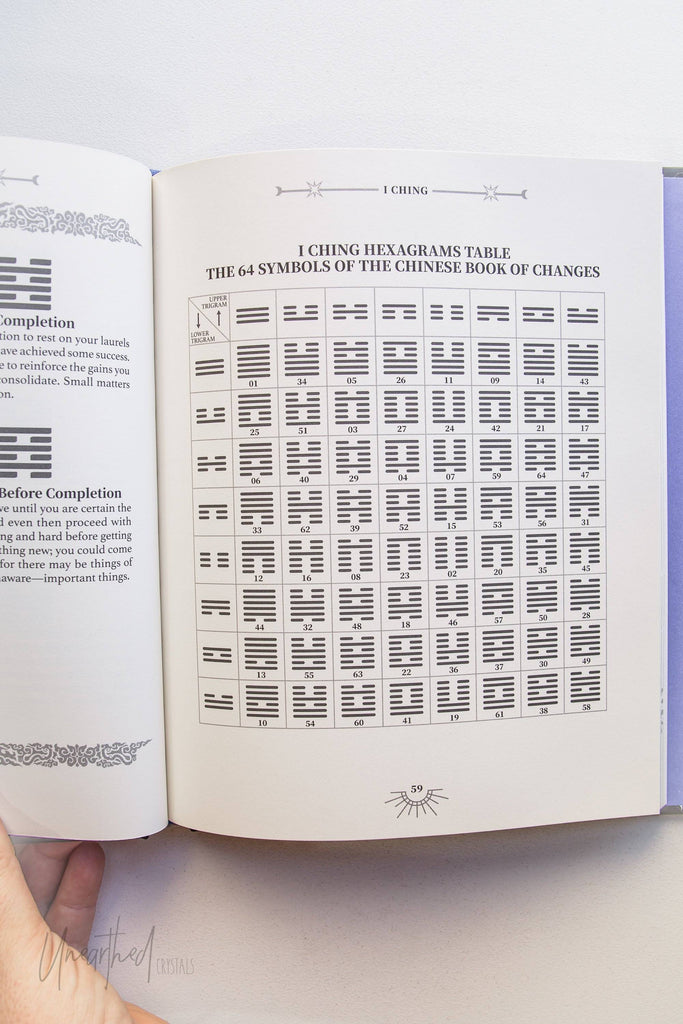 Completion
tion to rest on your laurels
ave achieved some success.
e to reinforce the gains you
consolidate. Small matters
on.
Before Completion
ve until you are certain the
d even then proceed with
ng and hard before getting
thing new; you could come
for there may be things of
aware—important things.
I CHING
I CHING HEXAGRAMS TABLE
THE 64 SYMBOLS OF THE CHINESE BOOK OF CHANGES
UPPER
TRIGRAM
LOWER
TRIGRAM
01 34 05 26 11 09 14 43
25 51 03 27 24 42 21 17
06 40 29 04 07 59 64 47
33 62 39 52 15 53 56 31
12 16 08 23 02 20 35 45
44 32 48 18 46 57 50 28
13 55 63 22 36 37 30 49
10 54 60 41 19 61 38 58
59
Unearthed
CRYSTALS